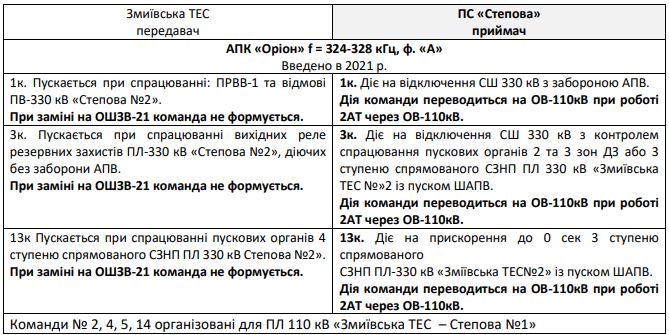 Зміївська ТЕС
передавач
ПС «Степова»
приймач
АПК «Оріон» f = 324-328 кГц, ф. «А»
Введено в 2021 р.
1к. Пускається при спрацюванні: ПРВВ-1 та відмові
ПВ-330 кВ «Степова №2».
При заміні на ОШЗВ-21 команда не формується.
1к. Діє на відключення СШ 330 кВ з забороною АПВ.
Дія команди переводиться на ОВ-110кВ при роботі
2АТ через ОВ-110кВ.
3к. Пускається при спрацюванні вихідних реле
резервних захистів ПЛ-330 кВ «Степова №2», діючих
без заборони АПВ.
При заміні на ОШЗВ-21 команда не формується.
3к. Діє на відключення СШ 330 кВ з контролем
спрацювання пускових органів 2 та 3 зон ДЗ або 3
ступеню спрямованого СЗНП ПЛ 330 кВ «Зміївська
ТЕС №»2 із пуском ШАПВ.
Дія команди переводиться на ОВ-110кВ при роботі
2АТ через ОВ-110кВ.
13к Пускається при спрацюванні пускових органів 4
ступеню спрямованого СЗНП ПЛ 330 кВ Степова №2».
При заміні на ОШЗВ-21 команда не формується.
13к. Діє на прискорення до 0 сек 3 ступеню
спрямованого
СЗНП ПЛ-330 кВ «Зміївська ТЕС№2» із пуском ШАПВ.
Дія команди переводиться на ОВ-110кВ при роботі
2АТ через ОВ-110кВ.
Команди № 2, 4, 5, 14 організовані для ПЛ 110 кВ «Зміївська ТЕС – Степова №1»